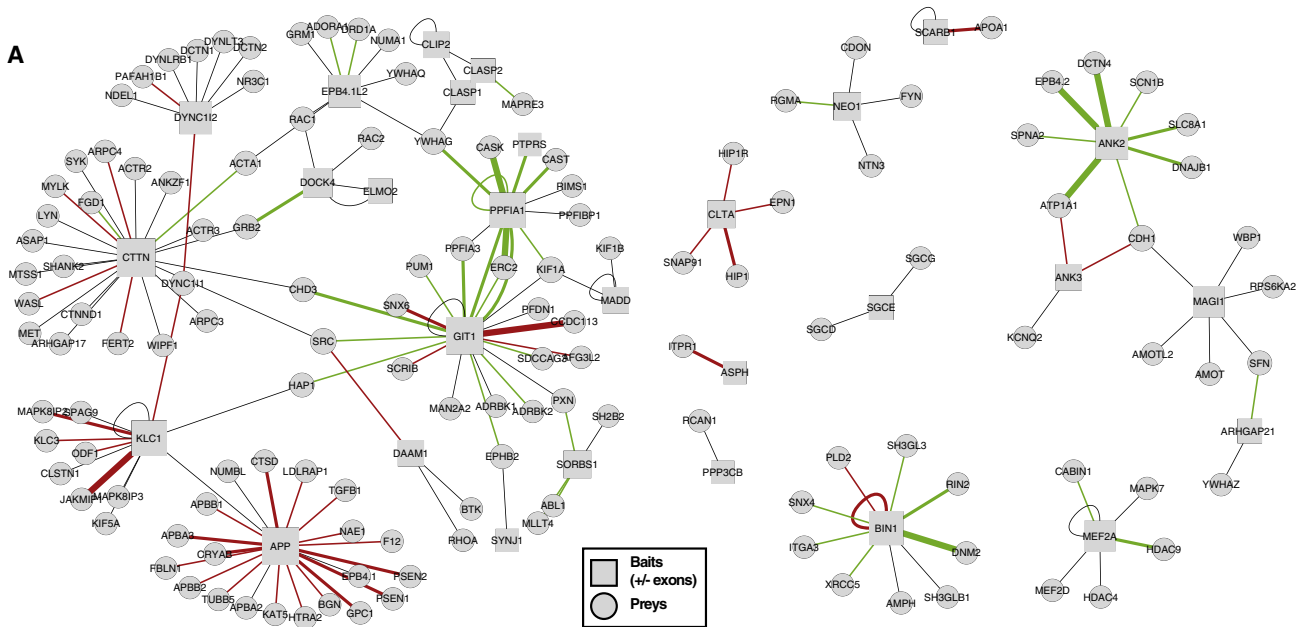 A
ADORA1
DRD1A
GRM1
NUMA1
DYNLT3
DCTN1
DCTN2
DYNLRB1
PAFAH1B1
NR3C1
NDEL1
DYNC1I2
EPB4.1L2
YWHAQ
CLIP2
CLASP2
CLASP1
MAPRE3
RAC1
YWHAG
RAC2
ACTA1
DOCK4
ELMO2
GRB2
CASK
PTPRS
CAST
RIMS1
PPFIBP1
PPFIA1
PPFIA3
ERC2
KIF1A
KIF1B
MADD
ARPC4
SYK
ACTR2
MYLK
ANKZF1
FGD1
LYN
ACTR3
ASAP1
CTTN
SHANK2
MTSS1
DYNC1I1
WASL
CTNND1
ARPC3
MET
ARHGAP17
FERT2
WIPF1
CHD3
SRC
HAP1
PUM1
SNX6
PFDN1
CCDC113
GIT1
SCRIB
AFG3L2
MAN2A2
ADRBK1
ADRBK2
PXN
SH2B2
EPHB2
SORBS1
ABL1
MLLT4
SYNJ1
DAAM1
BTK
RHOA
SPAG9
KLC1
KLC3
ODF1
CLSTN1
MAPK8IP3
KIF5A
CTSD
NUMBL
LDLRAP1
TGFB1
APBB1
NAE1
APBA3
F12
CRYAB
APP
FBLN1
EPB4.1
PSEN2
APBB2
PSEN1
TUBB5
APBA2
KAT5
HTRA2
BGN
GPC1
Baits
(+/- exons)
Preys
SCARB1
APOA1
CDON
RGMA
NEO1
FYN
NTN3
HIP1R
CLTA
EPN1
SNAP91
HIP1
SGCG
SGCE
SGCD
ITPR1
ASPH
RCAN1
PPP3CB
DCTN4
EPB4.2
SCN1B
SPNA2
ANK2
SLC8A1
DNAJB1
ATP1A1
CDH1
ANK3
KCNQ2
WBP1
RPS6KA2
MAGI1
AMOTL2
AMOT
SFN
ARHGAP21
YWHAZ
SH3GL3
PLD2
SNX4
RIN2
BIN1
ITGA3
DNM2
XRCC5
AMPH
SH3GLB1
CABIN1
MAPK7
MEF2A
HDAC9
MEF2D
HDAC4